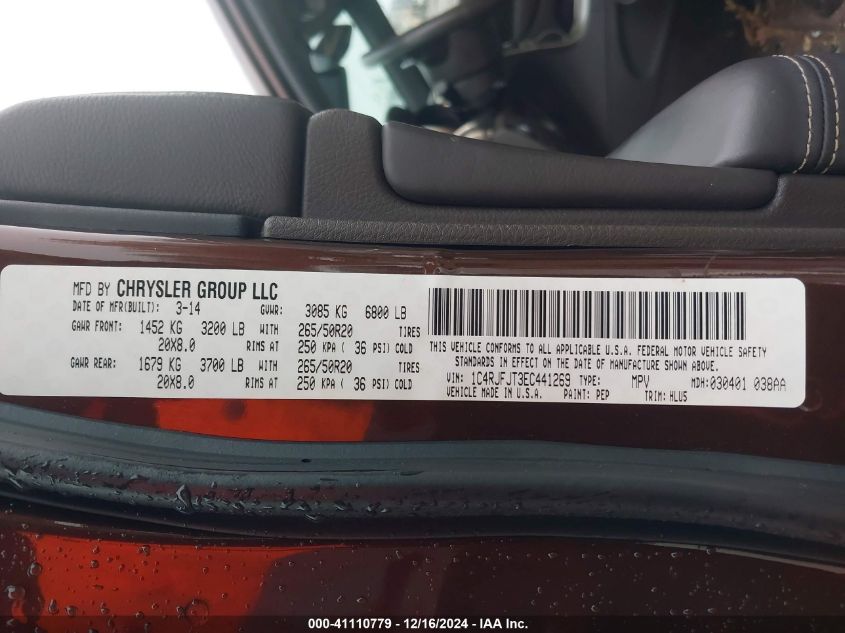 MFD BY CHRYSLER GROUP LLC
DATE OF MFR(BUILT): 3-14 GVWR: 3085 KG 6800 LB
GAWR FRONT: 1452 KG 3200 LB WITH 265/50R20 TIRES
20X8.0 RIMS AT 250 KPA ( 36 PSI) COLD
GAWR REAR: 1679 KG 3700 LB WITH 265/50R20 TIRES
20X8.0 RIMS AT 250 KPA ( 36 PSI) COLD
THIS VEHICLE CONFORMS TO ALL APPLICABLE U.S.A. FEDERAL MOTOR VEHICLE SAFETY
STANDARDS IN EFFECT ON THE DATE OF MANUFACTURE SHOWN ABOVE.
VIN: 1C4RJFJT3EC441269 TYPE: MPV MDH:030401 038AA
VEHICLE MADE IN U.S.A. PAINT: PEP TRIM: HLU5
000-41110779 - 12/16/2024 - IAA Inc.